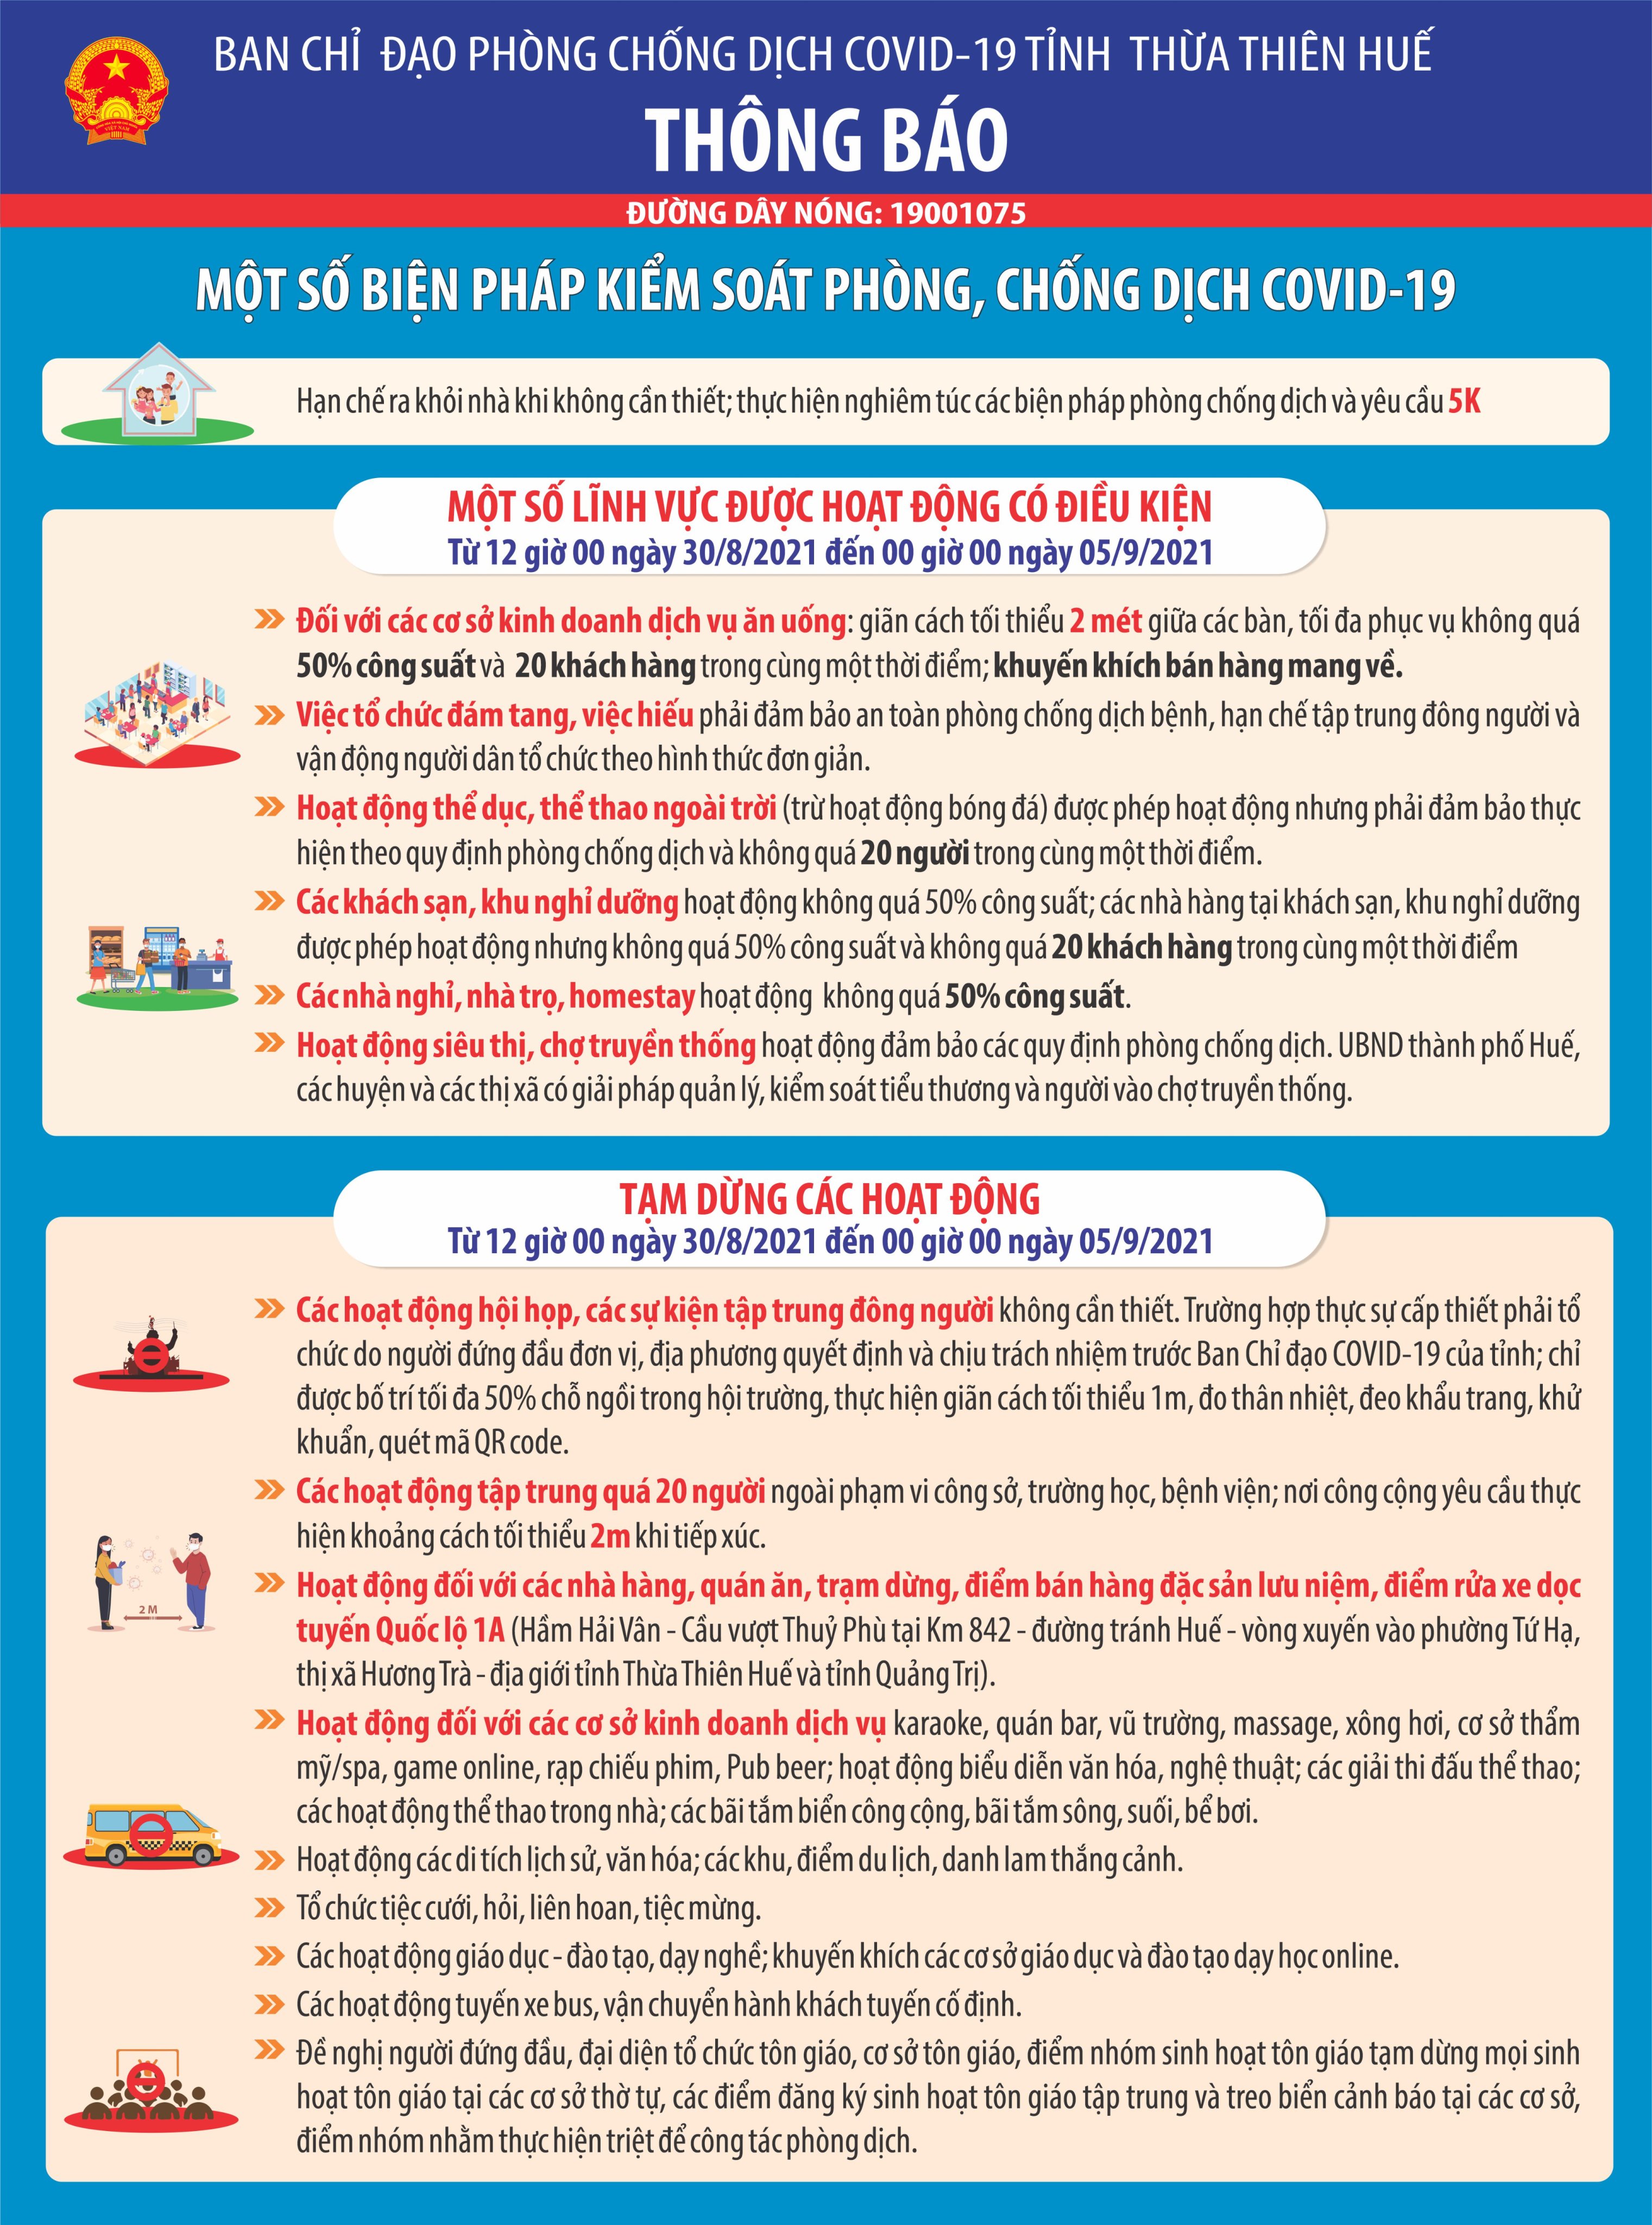 BAN CHỈ ĐẠO PHÒNG CHỐNG DỊCH COVID-19 TỈNH THỪA THIÊN HUẾ
THÔNG BÁO
VIỆT NAM
ĐƯỜNG DÂY NÓNG: 19001075
MỘT SỐ BIỆN PHÁP KIỂM SOÁT PHÒNG, CHỐNG DỊCH COVID-19
Hạn chế ra khỏi nhà khi không cần thiết; thực hiện nghiêm túc các biện pháp phòng chống dịch và yêu cầu 5K
MỘT SỐ LĨNH VỰC ĐƯỢC HOẠT ĐỘNG CÓ ĐIỀU KIỆN
Từ 12 giờ 00 ngày 30/8/2021 đến 00 giờ 00 ngày 05/9/2021
Đối với các cơ sở kinh doanh dịch vụ ăn uống: giãn cách tối thiểu 2 mét giữa các bàn, tối đa phục vụ không quá
50% công suất và 20 khách hàng trong cùng một thời điểm; khuyến khích bán hàng mang về.
Việc tổ chức đám tang, việc hiếu phải đảm bảo an toàn phòng chống dịch bệnh, hạn chế tập trung đông người và
vận động người dân tổ chức theo hình thức đơn giản.
Hoạt động thể dục, thể thao ngoài trời (trừ hoạt động bóng đá) được phép hoạt động nhưng phải đảm bảo thực
hiện theo quy định phòng chống dịch và không quá 20 người trong cùng một thời điểm.
Các khách sạn, khu nghỉ dưỡng hoạt động không quá 50% công suất; các nhà hàng tại khách sạn, khu nghỉ dưỡng
được phép hoạt động nhưng không quá 50% công suất và không quá 20 khách hàng trong cùng một thời điểm
Các nhà nghỉ, nhà trọ, homestay hoạt động không quá 50% công suất.
Hoạt động siêu thị, chợ truyền thống hoạt động đảm bảo các quy định phòng chống dịch. UBND thành phố Huế,
các huyện và các thị xã có giải pháp quản lý, kiểm soát tiểu thương và người vào chợ truyền thống.
TẠM DỪNG CÁC HOẠT ĐỘNG
Từ 12 giờ 00 ngày 30/8/2021 đến 00 giờ 00 ngày 05/9/2021
Các hoạt động hội họp, các sự kiện tập trung đông người không cần thiết. Trường hợp thực sự cấp thiết phải tổ
chức do người đứng đầu đơn vị, địa phương quyết định và chịu trách nhiệm trước Ban Chỉ đạo COVID-19 của tỉnh; chỉ
được bố trí tối đa 50% chỗ ngồi trong hội trường, thực hiện giãn cách tối thiểu 1m, đo thân nhiệt, đeo khẩu trang, khử
khuẩn, quét mã QR code.
Các hoạt động tập trung quá 20 người ngoài phạm vi công sở, trường học, bệnh viện; nơi công cộng yêu cầu thực
hiện khoảng cách tối thiểu 2m khi tiếp xúc.
2 M
Hoạt động đối với các nhà hàng, quán ăn, trạm dừng, điểm bán hàng đặc sản lưu niệm, điểm rửa xe dọc
tuyến Quốc lộ 1A (Hầm Hải Vân - Cầu vượt Thuỷ Phù tại Km 842 - đường tránh Huế - vòng xuyến vào phường Tứ Hạ,
thị xã Hương Trà - địa giới tỉnh Thừa Thiên Huế và tỉnh Quảng Trị).
Hoạt động đối với các cơ sở kinh doanh dịch vụ karaoke, quán bar, vũ trường, massage, xông hơi, cơ sở thẩm
mỹ/spa, game online, rạp chiếu phim, Pub beer; hoạt động biểu diễn văn hóa, nghệ thuật; các giải thi đấu thể thao;
các hoạt động thể thao trong nhà; các bãi tắm biển công cộng, bãi tắm sông, suối, bể bơi.
Hoạt động các di tích lịch sử, văn hóa; các khu, điểm du lịch, danh lam thắng cảnh.
Tổ chức tiệc cưới, hỏi, liên hoan, tiệc mừng.
Các hoạt động giáo dục - đào tạo, dạy nghề; khuyến khích các cơ sở giáo dục và đào tạo dạy học online.
Các hoạt động tuyến xe bus, vận chuyển hành khách tuyến cố định.
Đề nghị người đứng đầu, đại diện tổ chức tôn giáo, cơ sở tôn giáo, điểm nhóm sinh hoạt tôn giáo tạm dừng mọi sinh
hoạt tôn giáo tại các cơ sở thờ tự, các điểm đăng ký sinh hoạt tôn giáo tập trung và treo biển cảnh báo tại các cơ sở,
điểm nhóm nhằm thực hiện triệt để công tác phòng dịch.